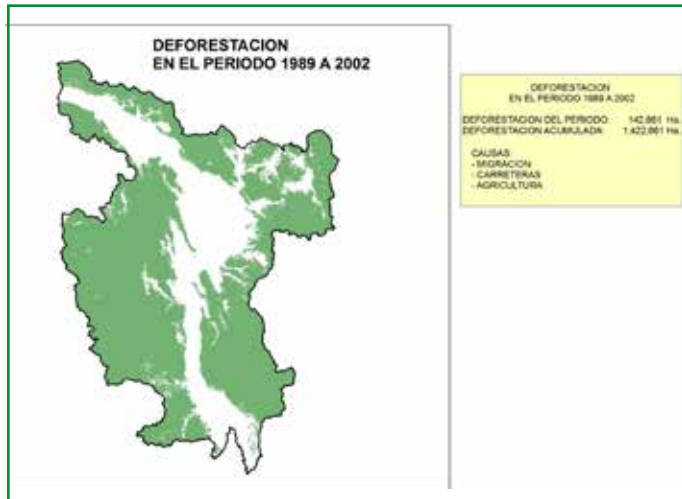 DEFORESTACION
EN EL PERIODO 1989 A 2002
DEFORESTACION
EN EL PERIODO 1989 A 2002
DEFORESTACION DEL PERIODO: 142,861 Ha.
DEFORESTACION ACUMULADA: 1,422,861 Ha.
CAUSAS:
- MIGRACION
- CARRETERAS
- AGRICULTURA